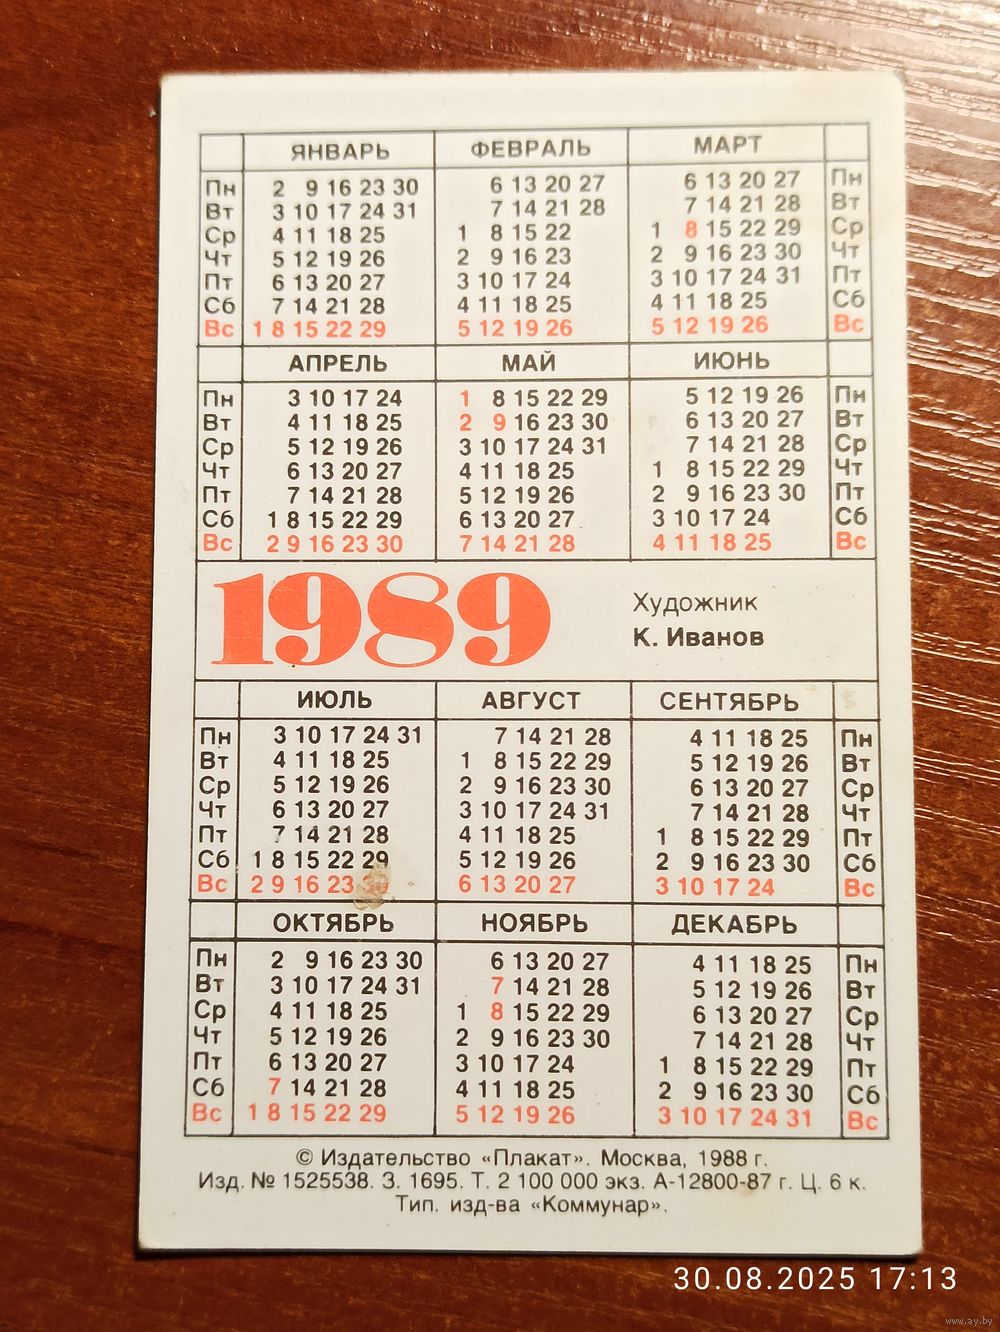 ЯНВАРЬ ФЕВРАЛЬ МАРТ
Пн 2 9 16 23 30 6 13 20 27 6 13 20 27 Пн
Вт 3 10 17 24 31 7 14 21 28 7 14 21 28 Вт
Ср 4 11 18 25 1 8 15 22 1 8 15 22 29 Ср
Чт 5 12 19 26 2 9 16 23 2 9 16 23 30 Чт
Пт 6 13 20 27 3 10 17 24 3 10 17 24 31 Пт
Сб 7 14 21 28 4 11 18 25 4 11 18 25 Сб
Вс 1 8 15 22 29 5 12 19 26 5 12 19 26 Вс
АПРЕЛЬ МАЙ ИЮНЬ
Пн 3 10 17 24 1 8 15 22 29 5 12 19 26 Пн
Вт 4 11 18 25 2 9 16 23 30 6 13 20 27 Вт
Ср 5 12 19 26 3 10 17 24 31 7 14 21 28 Ср
Чт 6 13 20 27 4 11 18 25 1 8 15 22 29 Чт
Пт 7 14 21 28 5 12 19 26 2 9 16 23 30 Пт
Сб 1 8 15 22 29 6 13 20 27 3 10 17 24 Сб
Вс 2 9 16 23 30 7 14 21 28 4 11 18 25 Вс
1989
Художник
К. Иванов
ИЮЛЬ АВГУСТ СЕНТЯБРЬ
Пн 3 10 17 24 31 7 14 21 28 4 11 18 25 Пн
Вт 4 11 18 25 1 8 15 22 29 5 12 19 26 Вт
Ср 5 12 19 26 2 9 16 23 30 6 13 20 27 Ср
Чт 6 13 20 27 3 10 17 24 31 7 14 21 28 Чт
Пт 7 14 21 28 4 11 18 25 1 8 15 22 29 Пт
Сб 1 8 15 22 29 5 12 19 26 2 9 16 23 30 Сб
Вс 2 9 16 23 6 13 20 27 3 10 17 24 Вс
ОКТЯБРЬ НОЯБРЬ ДЕКАБРЬ
Пн 2 9 16 23 30 6 13 20 27 4 11 18 25 Пн
Вт 3 10 17 24 31 7 14 21 28 5 12 19 26 Вт
Ср 4 11 18 25 1 8 15 22 29 6 13 20 27 Ср
Чт 5 12 19 26 2 9 16 23 30 7 14 21 28 Чт
Пт 6 13 20 27 3 10 17 24 1 8 15 22 29 Пт
Сб 7 14 21 28 4 11 18 25 2 9 16 23 30 Сб
Вс 1 8 15 22 29 5 12 19 26 3 10 17 24 31 Вс
© Издательство «Плакат». Москва, 1988 г.
Изд. № 1525538. З. 1695. Т. 2 100 000 экз. А-12800-87 г. Ц. 6 к.
Тип. изд-ва «Коммунар».
30.08.2025 17:13
www.ay.by